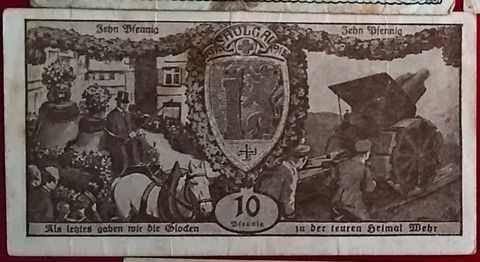 Zehn Pfennig Zehn Pfennig
10
Pfennig
Als letztes gaben wir die Glocken zu der teuren Heimat Wehr